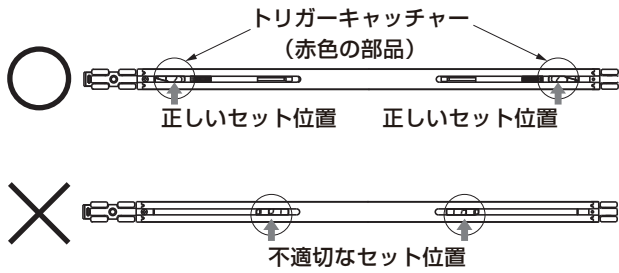 トリガーキャッチャー
（赤色の部品）
正しいセット位置
正しいセット位置
不適切なセット位置